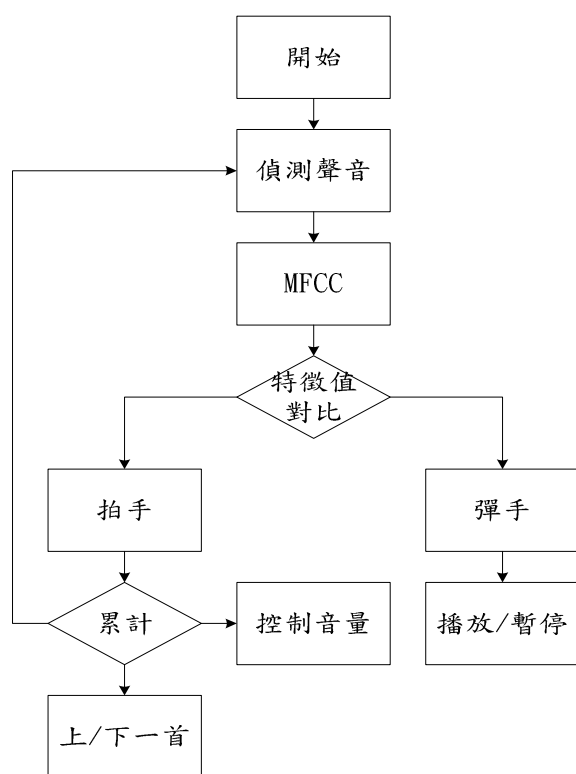 開始
偵測聲音
MFCC
特徵值
對比
拍手
彈手
累計
控制音量
播放/暫停
上/下一首